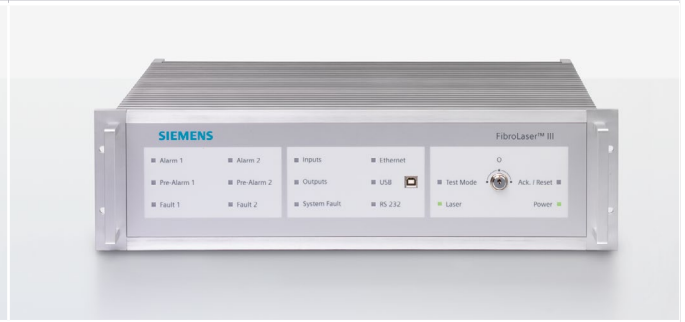 SIEMENS
FibroLaser™ III
Alarm 1
Alarm 2
Pre-Alarm 1
Pre-Alarm 2
Fault 1
Fault 2
Inputs
Ethernet
Outputs
USB
System Fault
RS 232
O
Test Mode
Ack. / Reset
Laser
Power